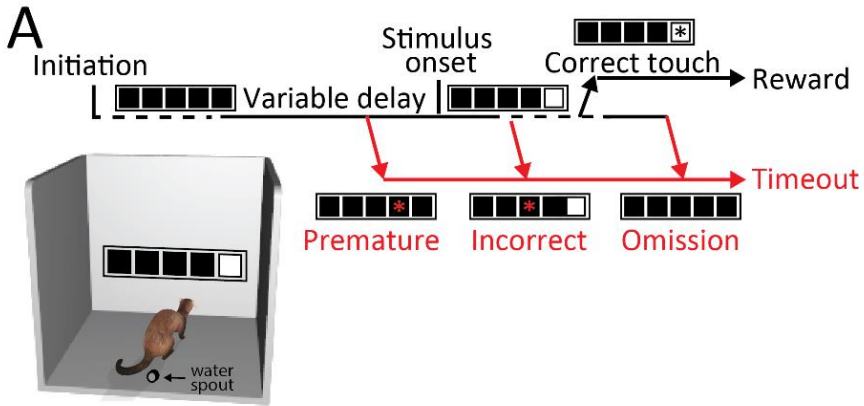 A
Initiation
Variable delay
Stimulus
onset
*
Correct touch
Reward
Timeout
*
Premature
*
Incorrect
Omission
water
spout